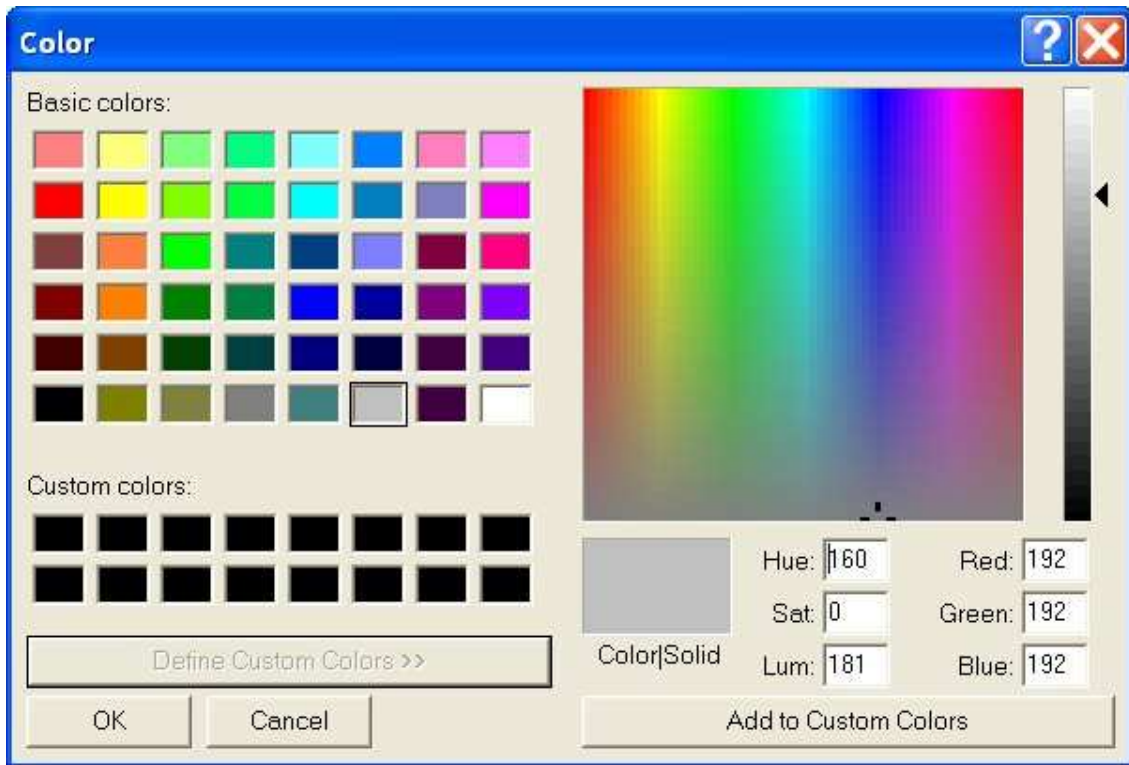 Color
Basic colors:
Custom colors:
Define Custom Colors >>
OK Cancel
Hue: 160 Red: 192
Sat: 0 Green: 192
Color|Solid Lum: 181 Blue: 192
Add to Custom Colors